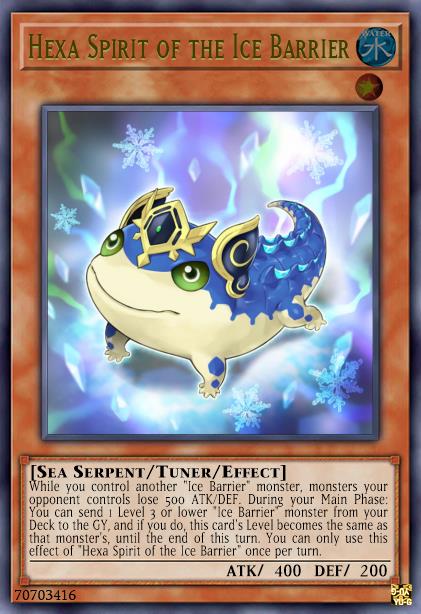 Hexa Spirit of the Ice Barrier
WATER
水
[Sea Serpent/Tuner/Effect]
While you control another "Ice Barrier" monster, monsters your
opponent controls lose 500 ATK/DEF. During your Main Phase:
You can send 1 Level 3 or lower "Ice Barrier" monster from your
Deck to the GY, and if you do, this card's Level becomes the same as
that monster's, until the end of this turn. You can only use this
effect of "Hexa Spirit of the Ice Barrier" once per turn.
ATK/ 400 DEF/ 200
70703416